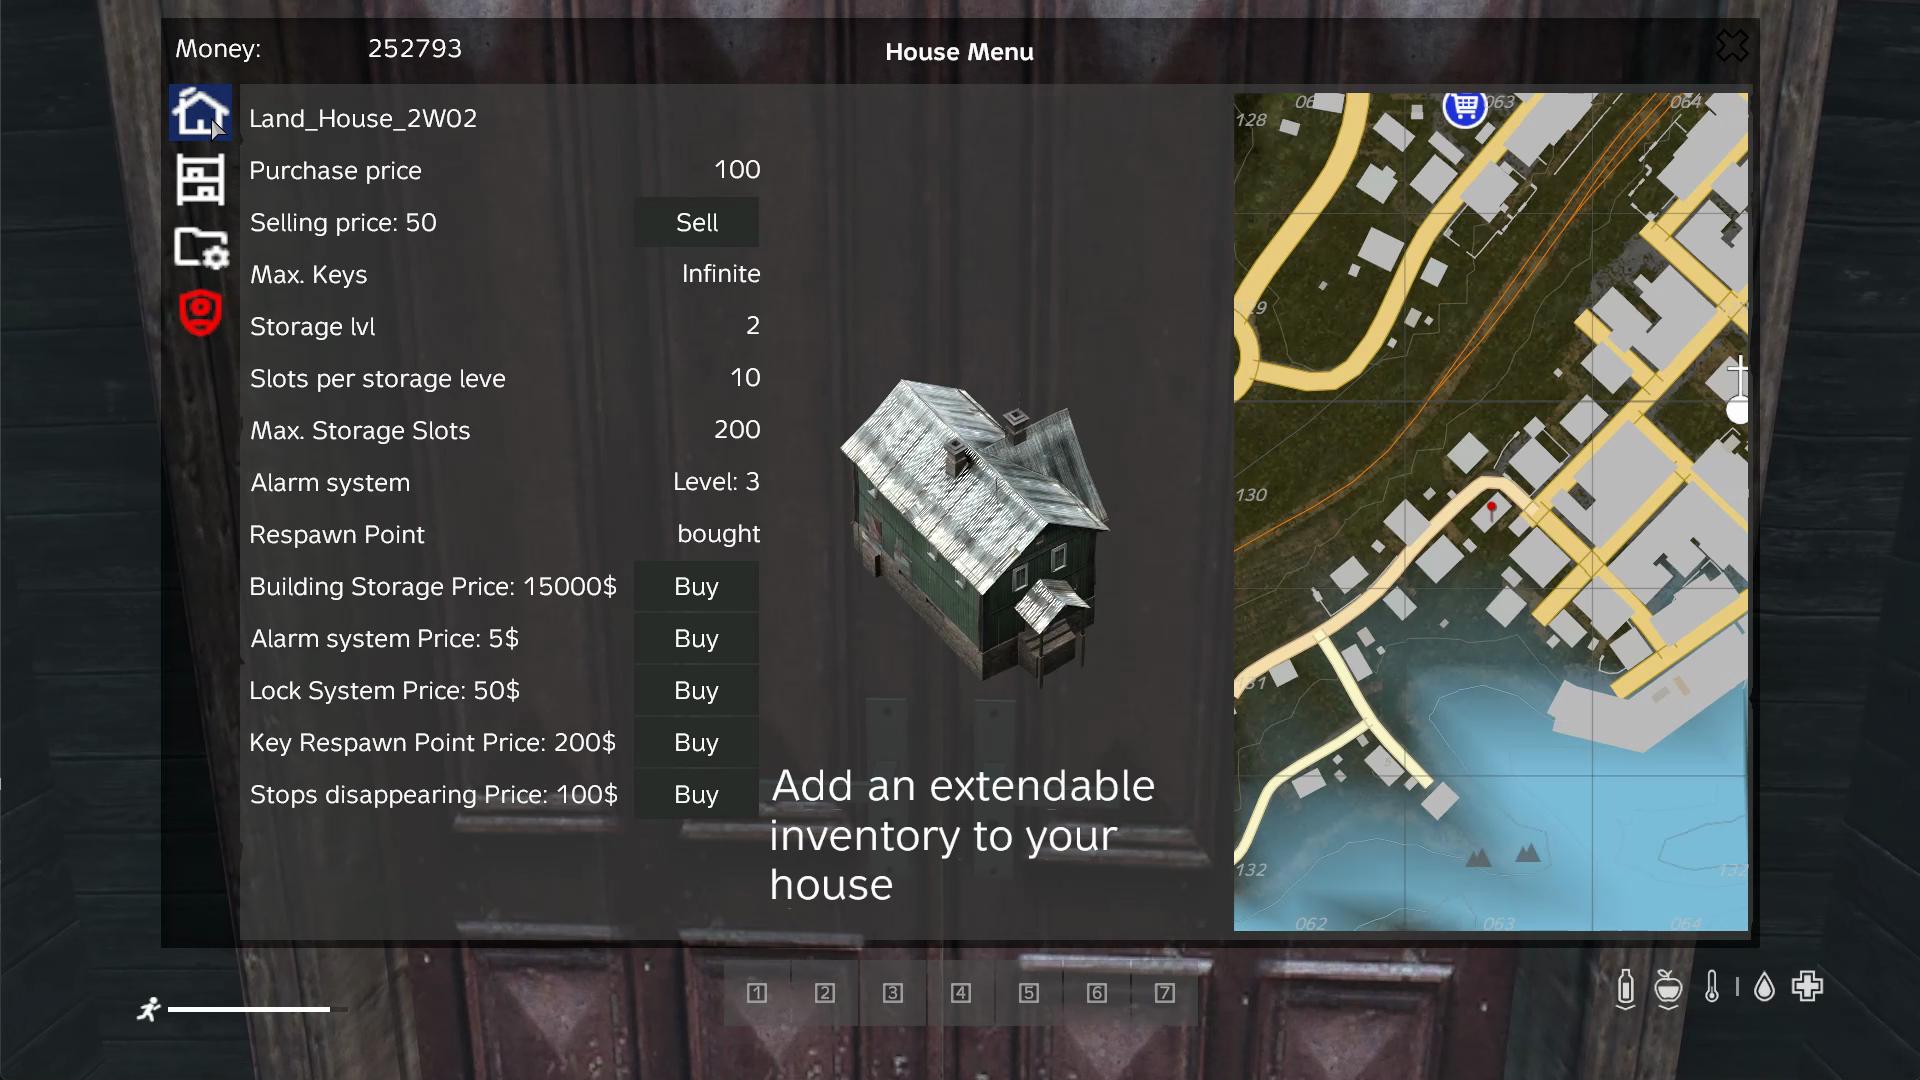 Money: 252793
House Menu
Land_House_2W02
Purchase price 100
Selling price: 50 Sell
Max. Keys Infinite
Storage lvl 2
Slots per storage leve 10
Max. Storage Slots 200
Alarm system Level: 3
Respawn Point bought
Building Storage Price: 15000$ Buy
Alarm system Price: 5$ Buy
Lock System Price: 50$ Buy
Key Respawn Point Price: 200$ Buy
Stops disappearing Price: 100$ Buy
Add an extendable
inventory to your
house
063 064
128
130
132 132
062 063 064
1 2 3 4 5 6 7